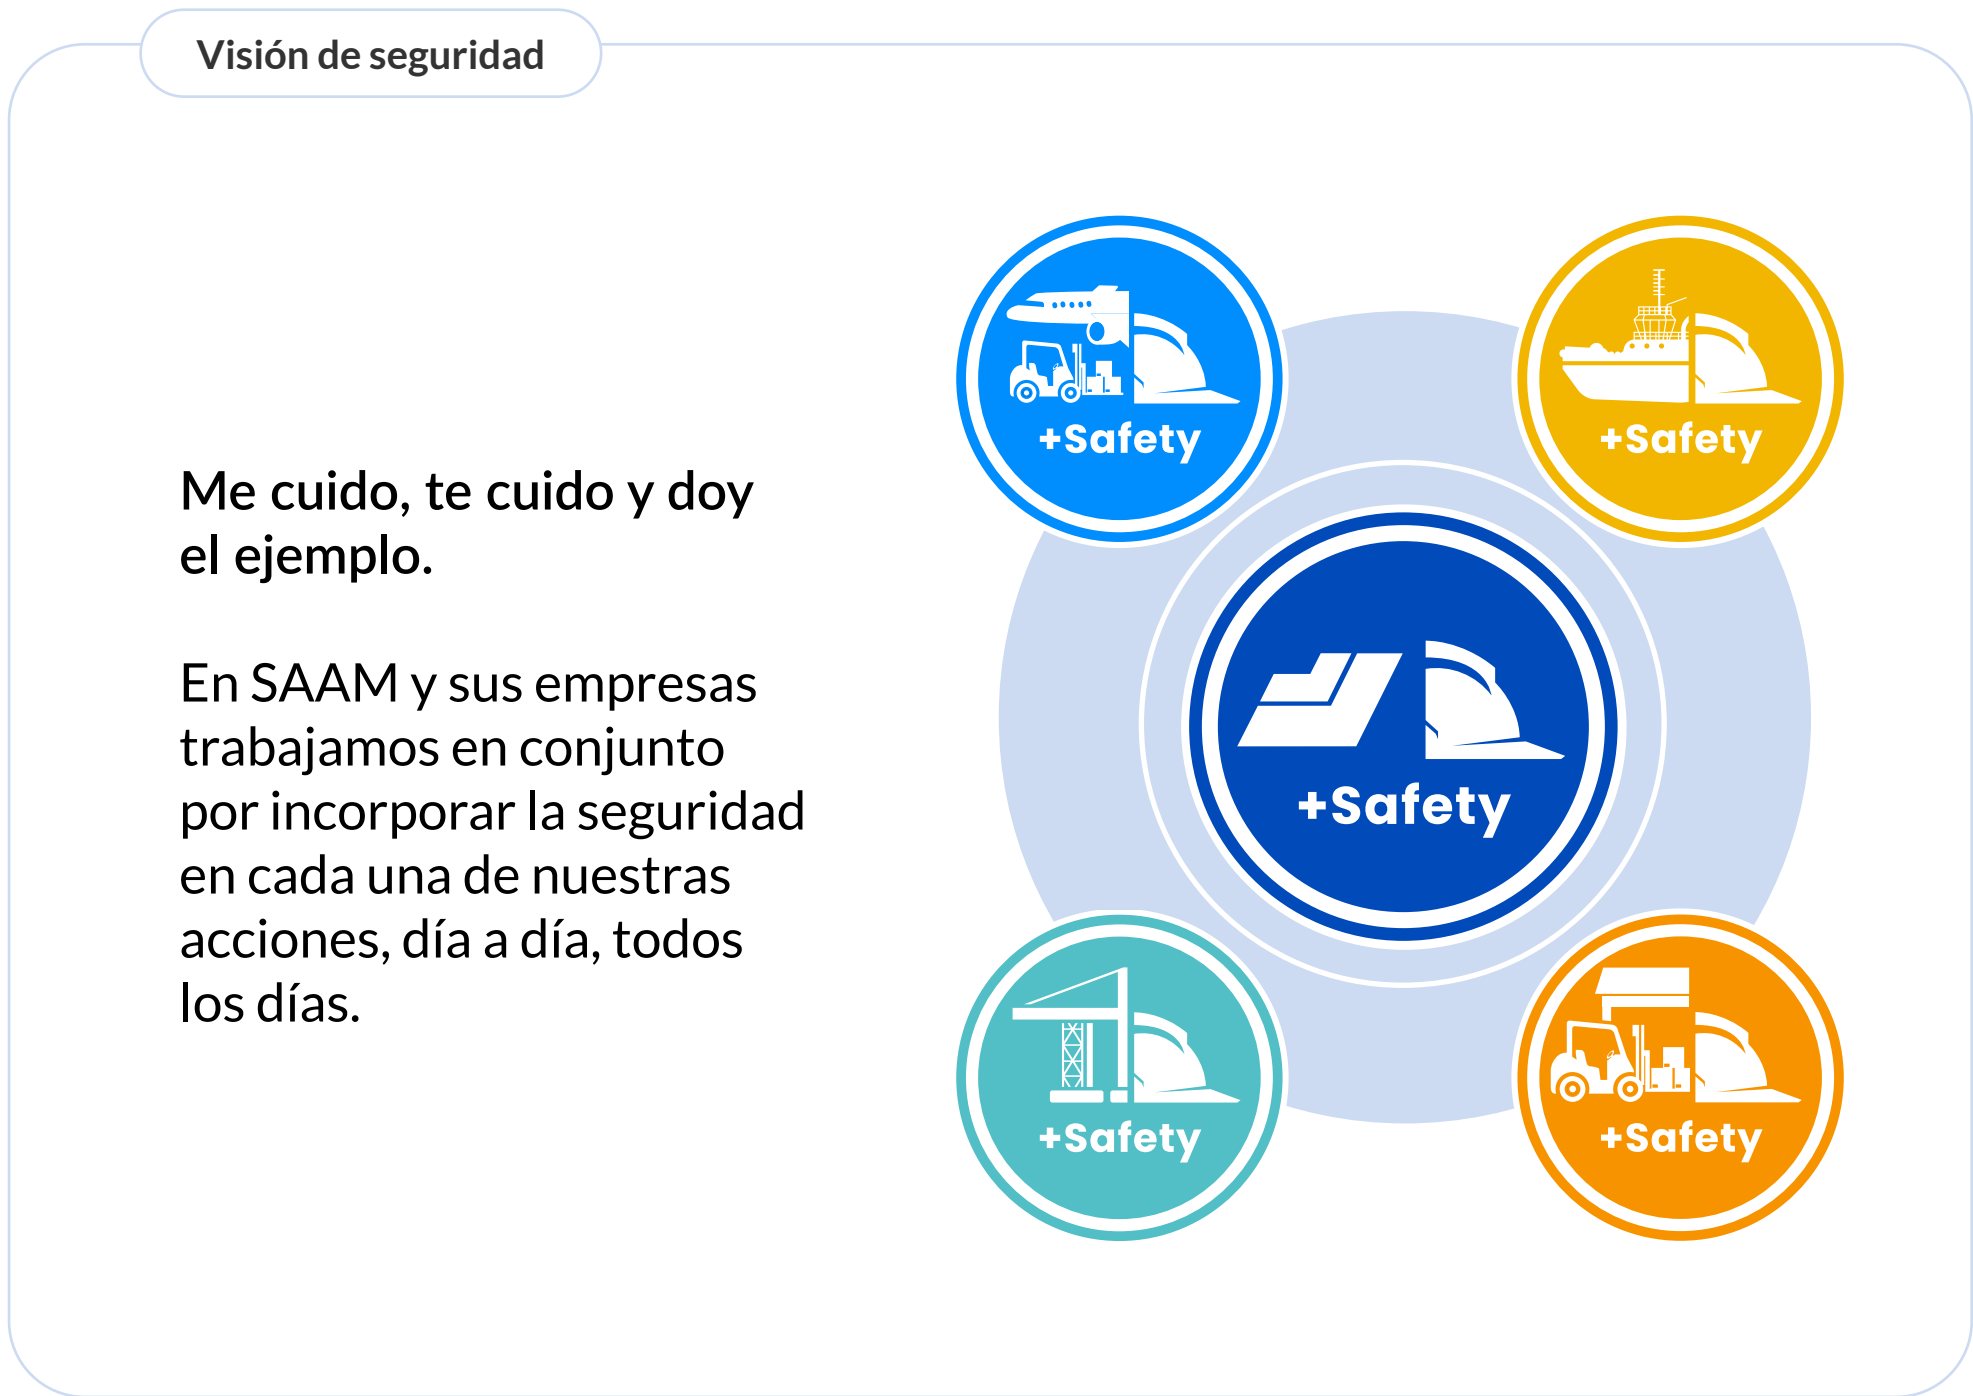 Visión de seguridad
Me cuido, te cuido y doy
el ejemplo.
En SAAM y sus empresas
trabajamos en conjunto
por incorporar la seguridad
en cada una de nuestras
acciones, día a día, todos
los días.
+Safety
+Safety
+Safety
+Safety
+Safety